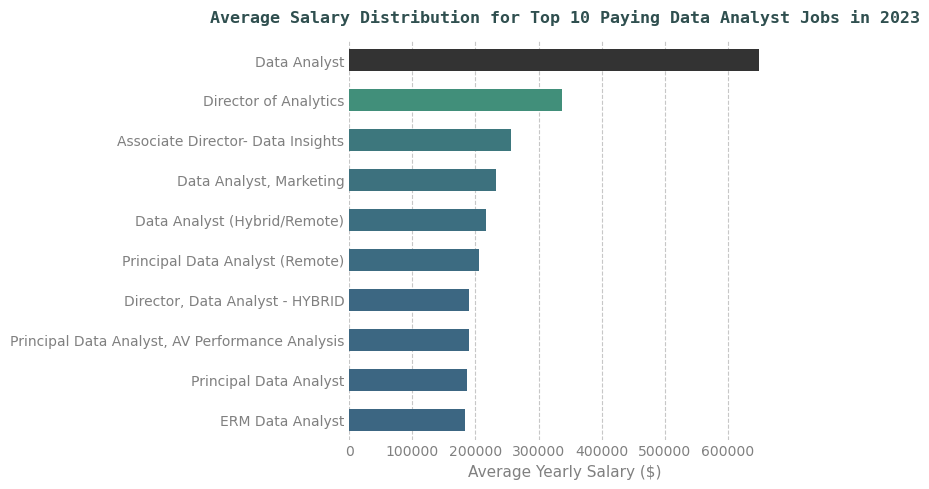 Average Salary Distribution for Top 10 Paying Data Analyst Jobs in 2023
Data Analyst
Director of Analytics
Associate Director- Data Insights
Data Analyst, Marketing
Data Analyst (Hybrid/Remote)
Principal Data Analyst (Remote)
Director, Data Analyst - HYBRID
Principal Data Analyst, AV Performance Analysis
Principal Data Analyst
ERM Data Analyst
0 100000 200000 300000 400000 500000 600000
Average Yearly Salary ($)